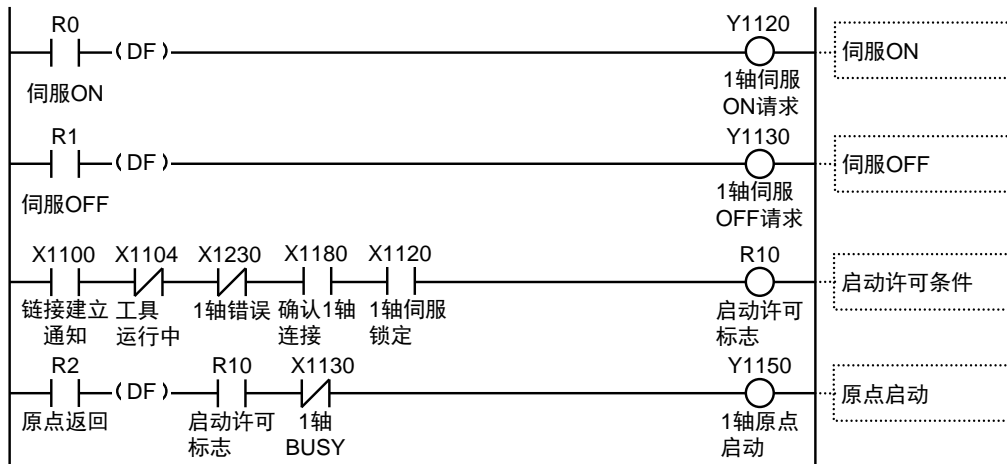 R0 Y1120
( DF )
伺服ON
伺服ON 1轴伺服
ON请求
R1 Y1130
( DF )
伺服OFF
伺服OFF 1轴伺服
OFF请求
X1100 X1104 X1230 X1180 X1120 R10
启动许可条件
链接建立 工具 1轴错误 确认1轴 1轴伺服 启动许可
通知 运行中 连接 锁定 标志
R2 R10 X1130 Y1150
( DF )
原点启动
原点返回 启动许可 1轴 1轴原点
标志 BUSY 启动